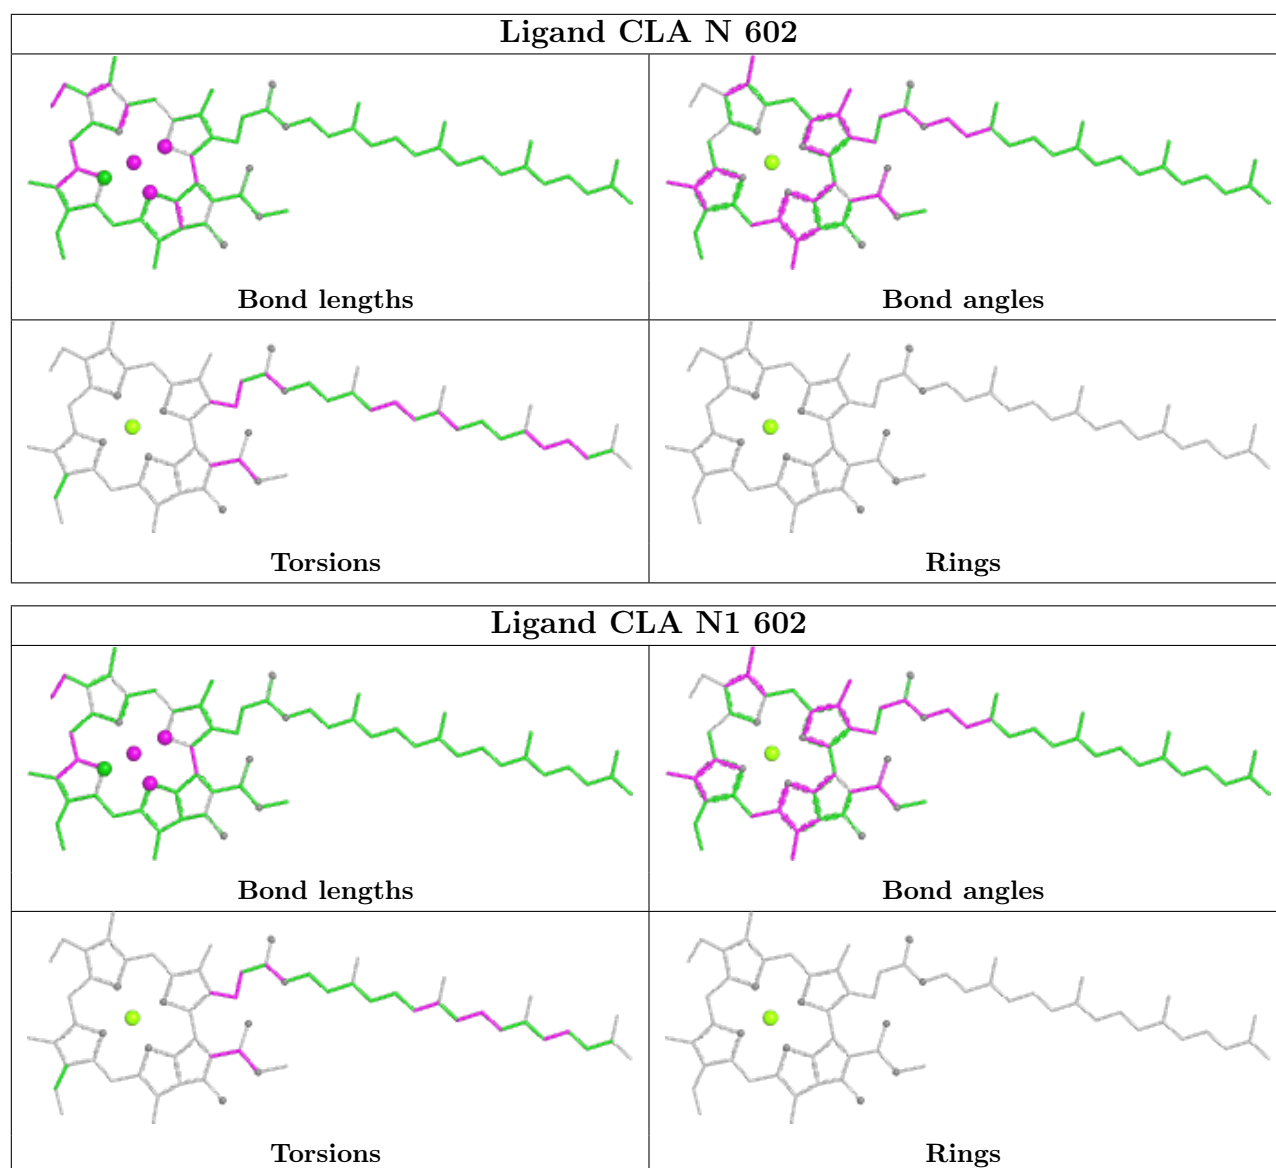 Ligand CLA N 602
Bond lengths
Bond angles
Torsions
Rings
Ligand CLA N1 602
Bond lengths
Bond angles
Torsions
Rings